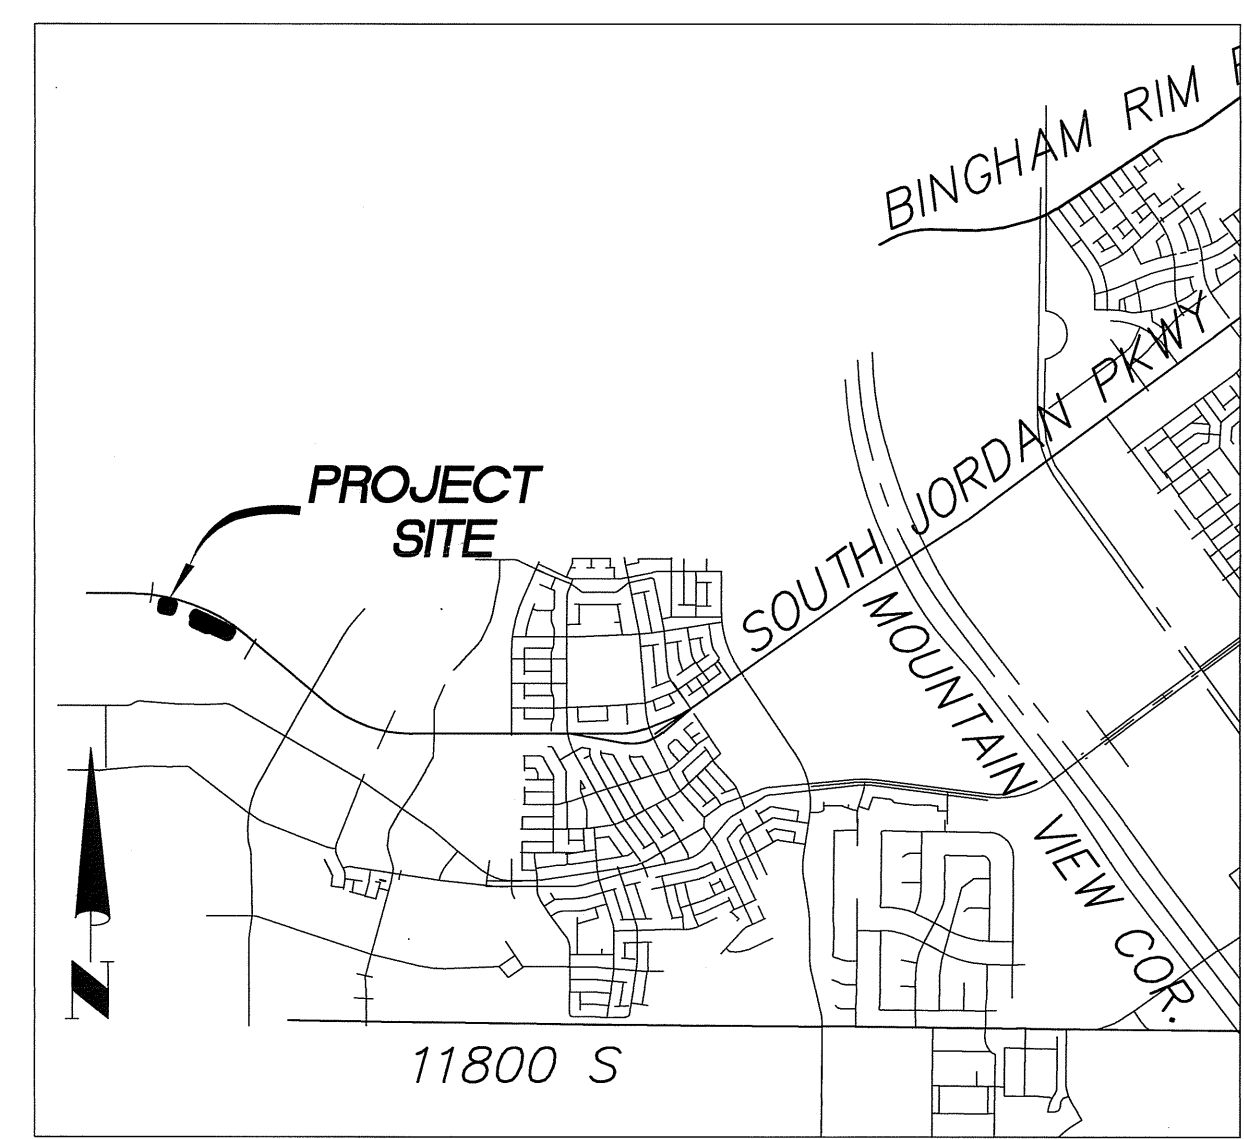 BINGHAM RIM
SOUTH JORDAN PKWY
PROJECT
SITE
MOUNTAIN VIEW COR.
N
11800 S